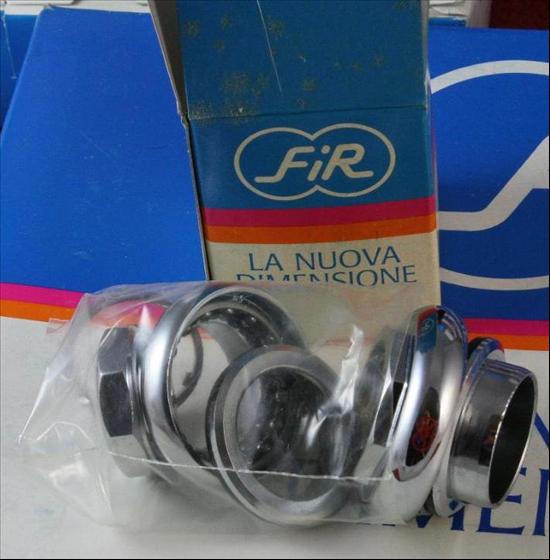 FiR
LA NUOVA
DIMENSIONE